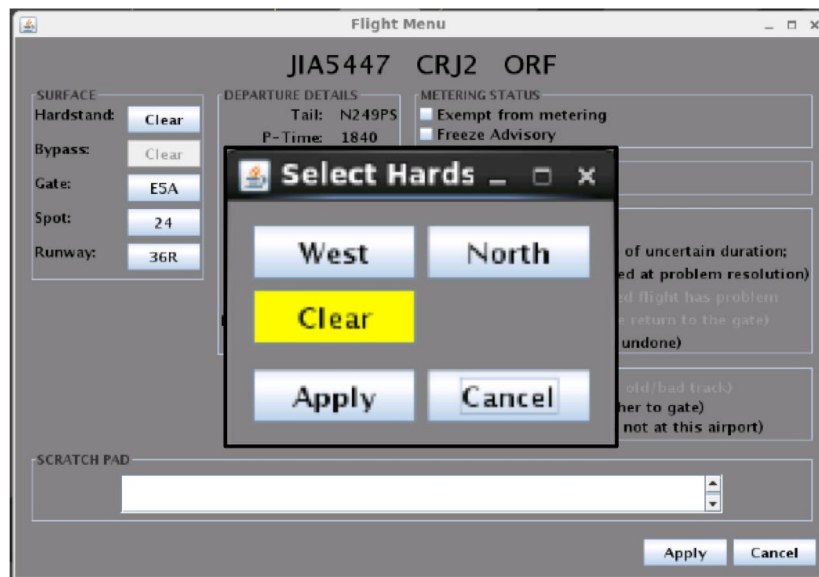 Flight Menu
JIA5447 CRJ2 ORF
SURFACE
Hardstand: Clear
Bypass: Clear
Gate: E5A
Spot: 24
Runway: 36R
DEPARTURE DETAILS
Tail: N249PS
P-Time: 1840
METERING STATUS
Exempt from metering
Freeze Advisory
Select Hards
West North
Clear
Apply Cancel
of uncertain duration;
at problem resolution)
flight has problem
return to the gate)
undone)
old/bad track)
to gate)
not at this airport)
SCRATCH PAD
Apply Cancel